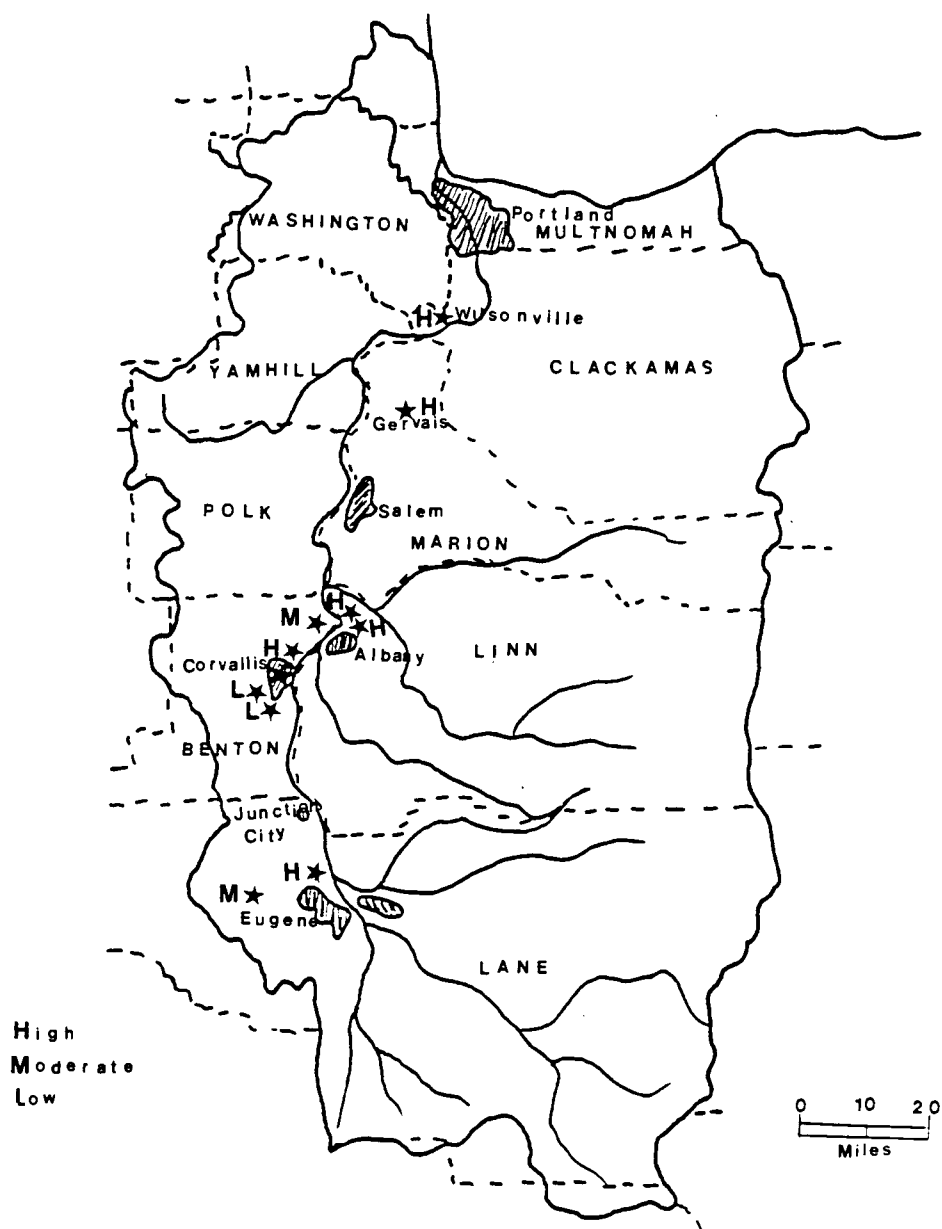 WASHINGTON
Portland
MULTNOMAH
H Wilsonville
YAMHILL
CLACKAMAS
H
Gervais
POLK
Salem
MARION
H
M
H
H
Albany
LINN
Corvallis
L
L
BENTON
Junction
City
H
M
Eugene
LANE
High
Moderate
Low
0 10 20
Miles